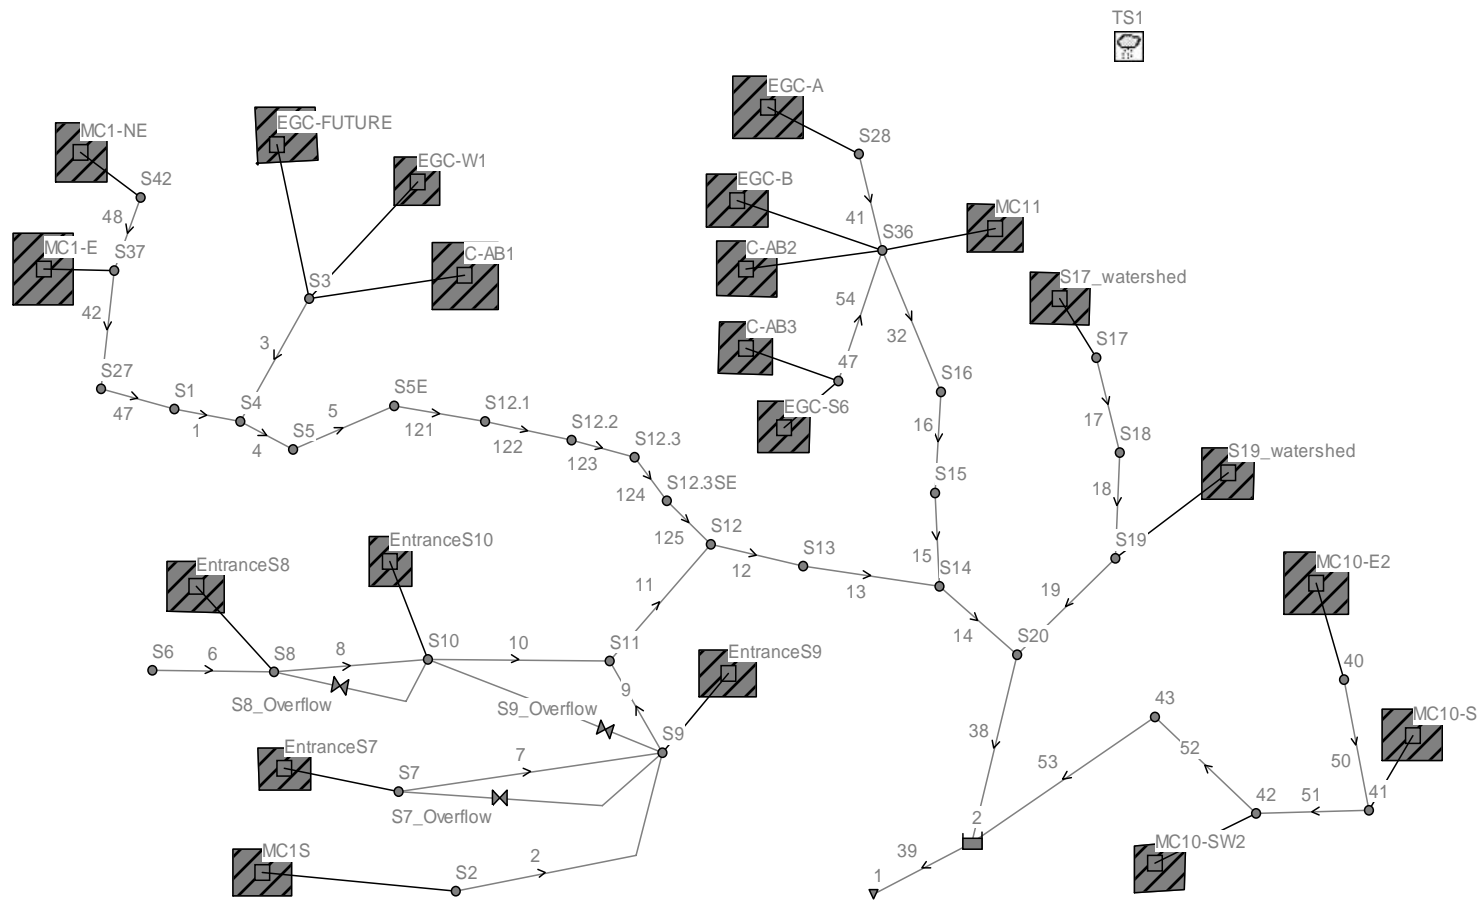 TS1
EGC-A
EGC-FUTURE
MC1-NE
S28
EGC-W1
S42
EGC-B
MC11
48
41
S36
MC1-E
S37
C-AB2
C-AB1
S3
S17_watershed
54
42
C-AB3
32
S17
3
47
S27
S16
S5E
S1
S4
S12.1
EGC-S6
47
1
5
121
S12.2
16
17
S18
4
S5
122
S12.3
S19_watershed
123
S15
124
S12.3SE
18
S12
125
EntranceS10
S13
15
S19
EntranceS8
12
S14
MC10-E2
11
13
19
14
S20
6
S8
8
S10
10
S11
EntranceS9
40
S6
9
S8_Overflow
S9_Overflow
43
MC10-S
38
S9
52
EntranceS7
7
53
50
S7
S7_Overflow
2
42
51
41
MC1S
2
39
MC10-SW2
S2
1